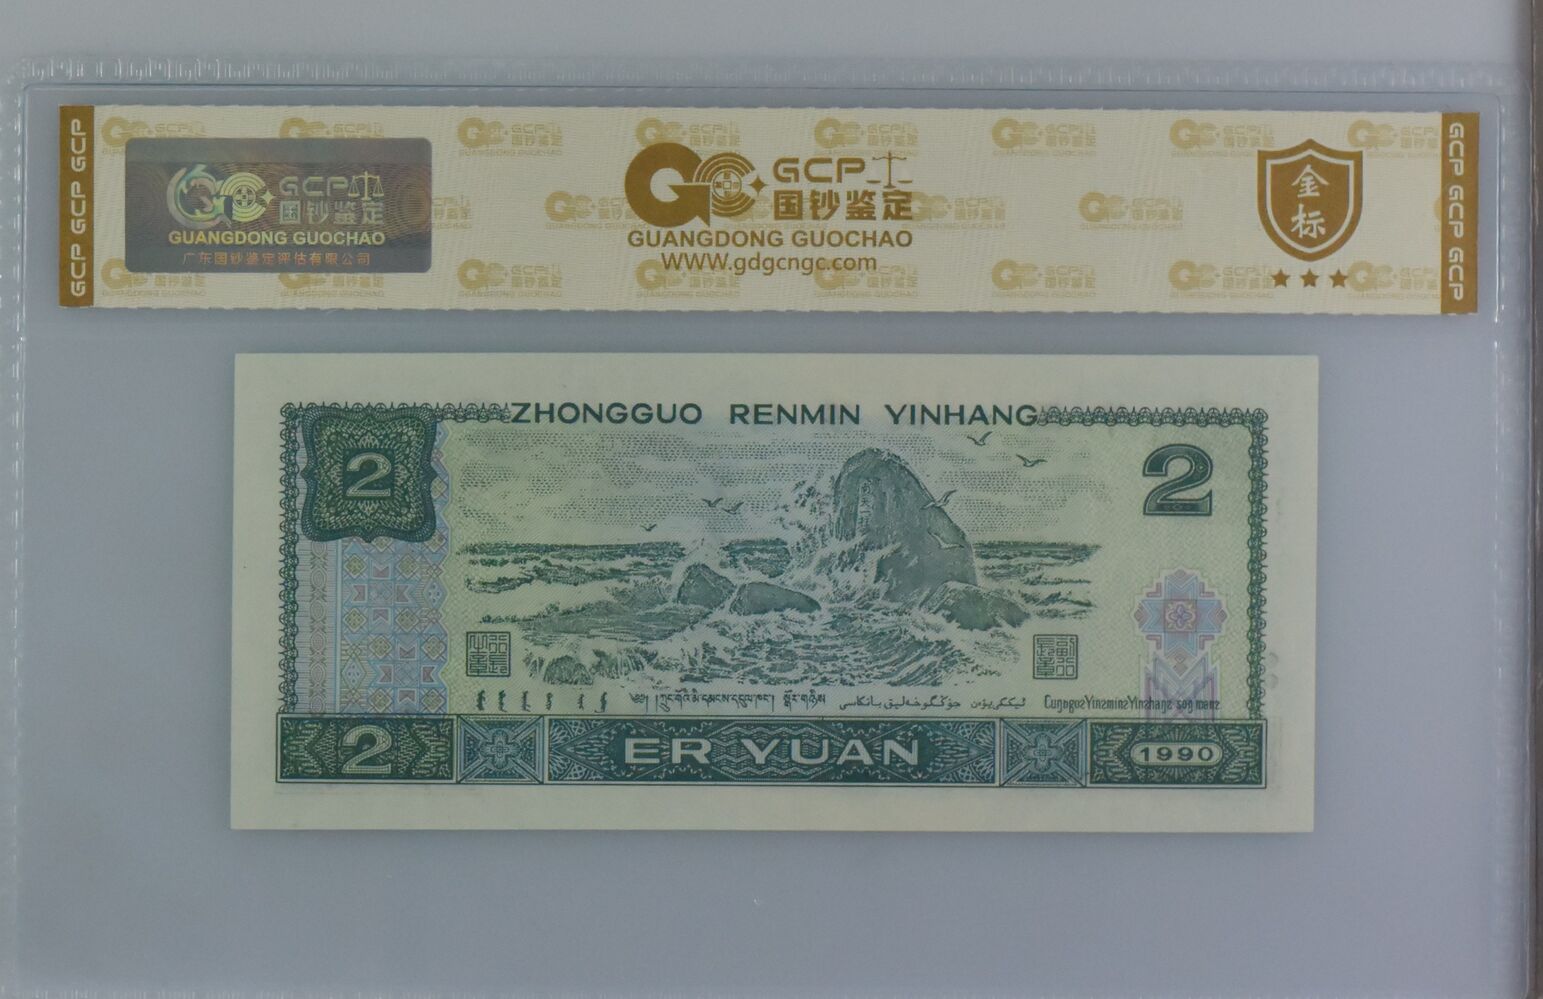 GCP GCP GCP
GCP
国钞鉴定
GUANGDONG GUOCHAO
广东国钞鉴定评估有限公司
GCP
国钞鉴定
GUANGDONG GUOCHAO
WWW.gdgcngc.com
金标
GCP GCP GCP
ZHONGGUO RENMIN YINHANG
2
2
2
ER YUAN
1990